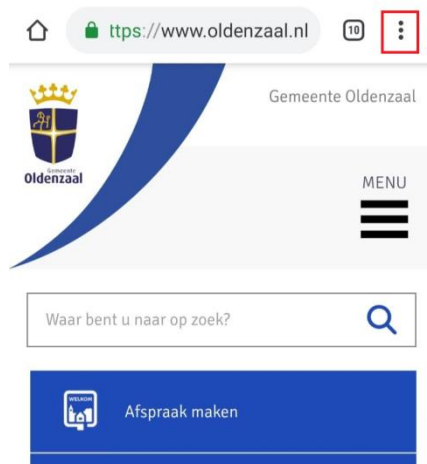 ttps://www.oldenzaal.nl
10
Gemeente Oldenzaal
Gemeente
Oldenzaal
MENU
Waar bent u naar op zoek?
WELKOM
Afspraak maken